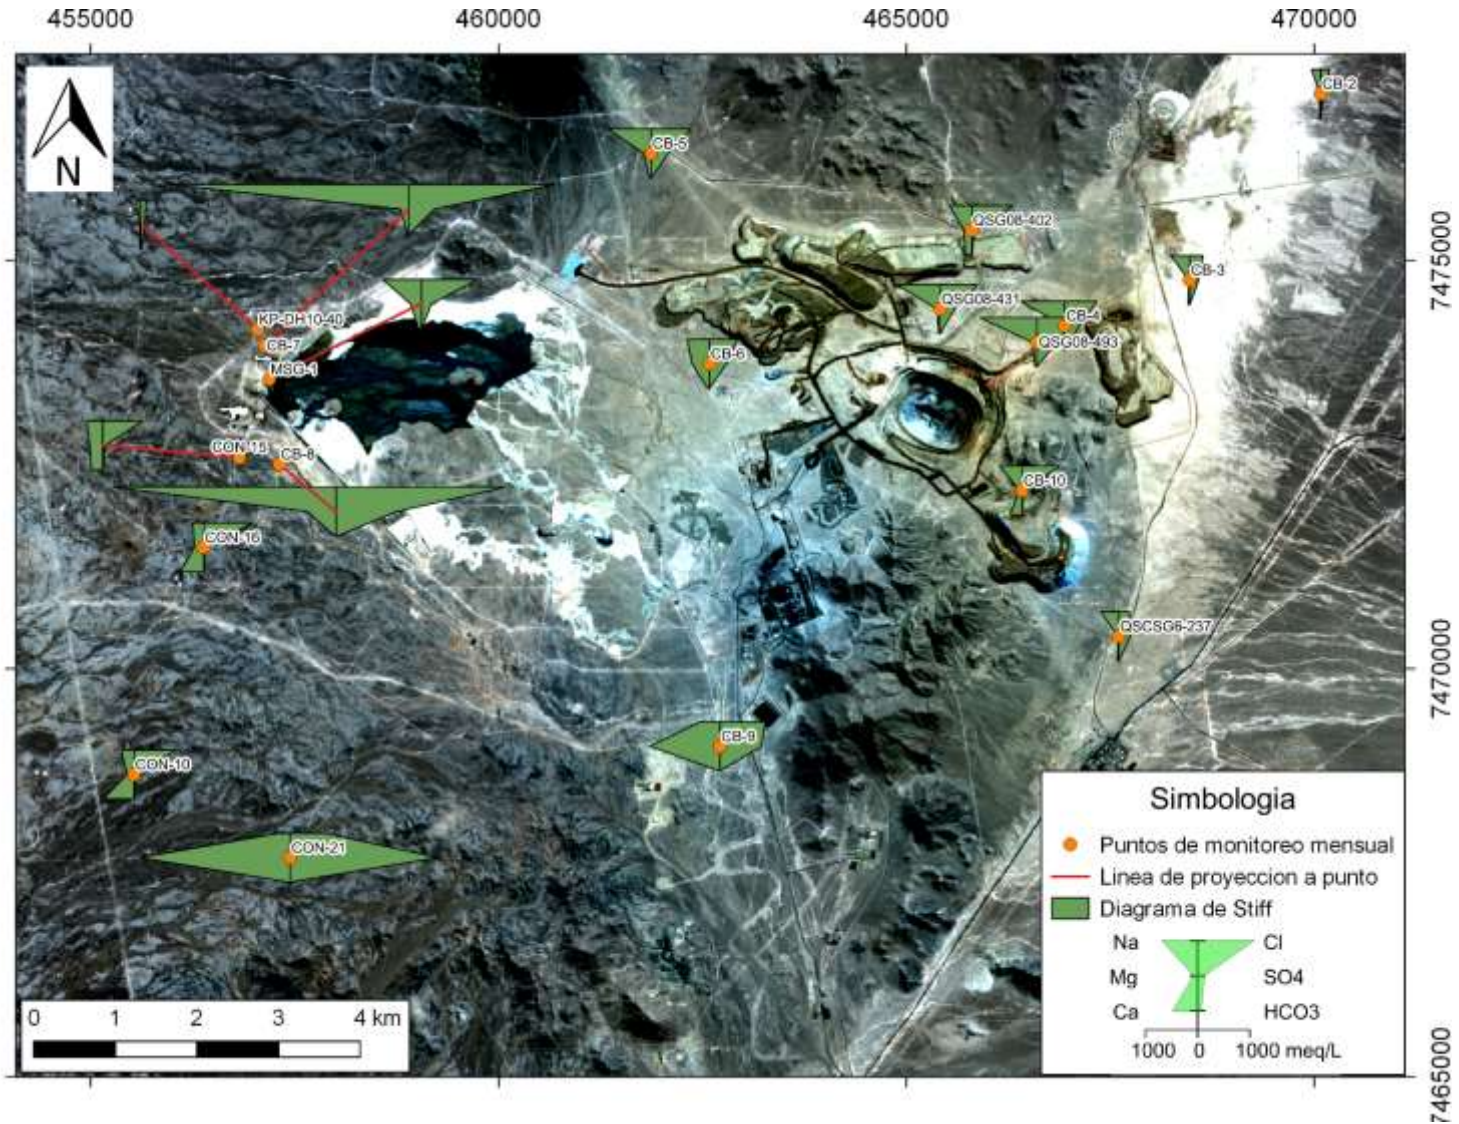 455000 460000 465000 470000
N
CB-2
CB-5
QSG08-402
CB-3
QSG08-431
CB-4
KP-DH10-40
QSG08-493
CB-7
CB-6
MSG-1
CON-15
CB-8
CB-10
CON-16
QSCSG6-237
CB-9
CON-10
CON-21
7475000
7470000
7465000
Simbologia
Puntos de monitoreo mensual
Linea de proyeccion a punto
Diagrama de Stiff
Na Cl
Mg SO4
Ca HCO3
1000 0 1000 meq/L
0 1 2 3 4 km